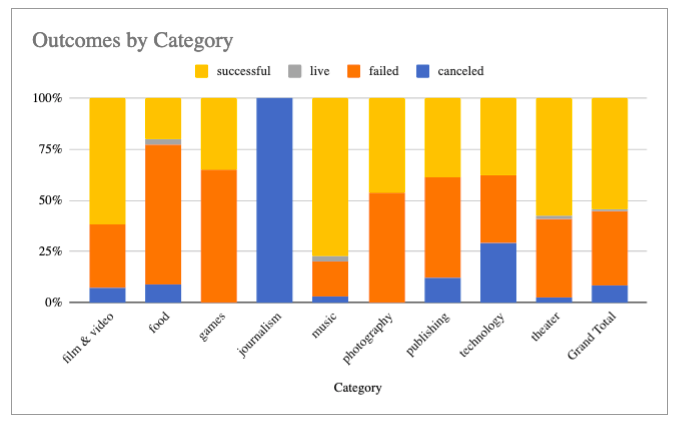 Outcomes by Category
successful live failed canceled
100%
75%
50%
25%
0%
film & video food games journalism music photography publishing technology theater Grand Total
Category